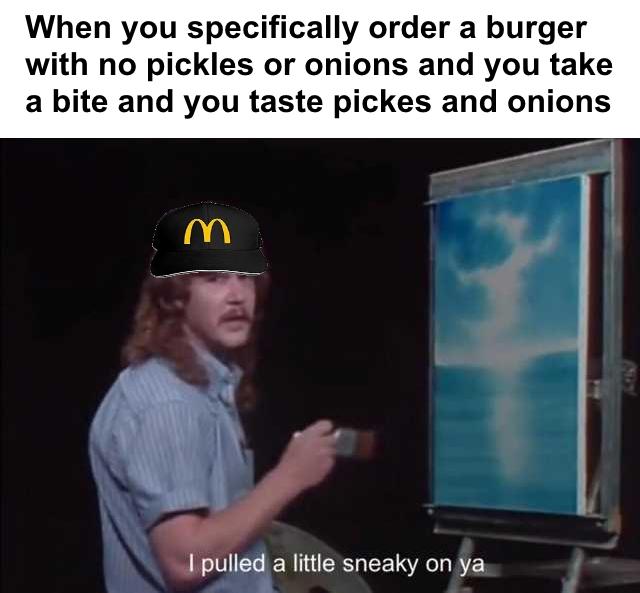 When you specifically order a burger
with no pickles or onions and you take
a bite and you taste pickes and onions
I pulled a little sneaky on ya